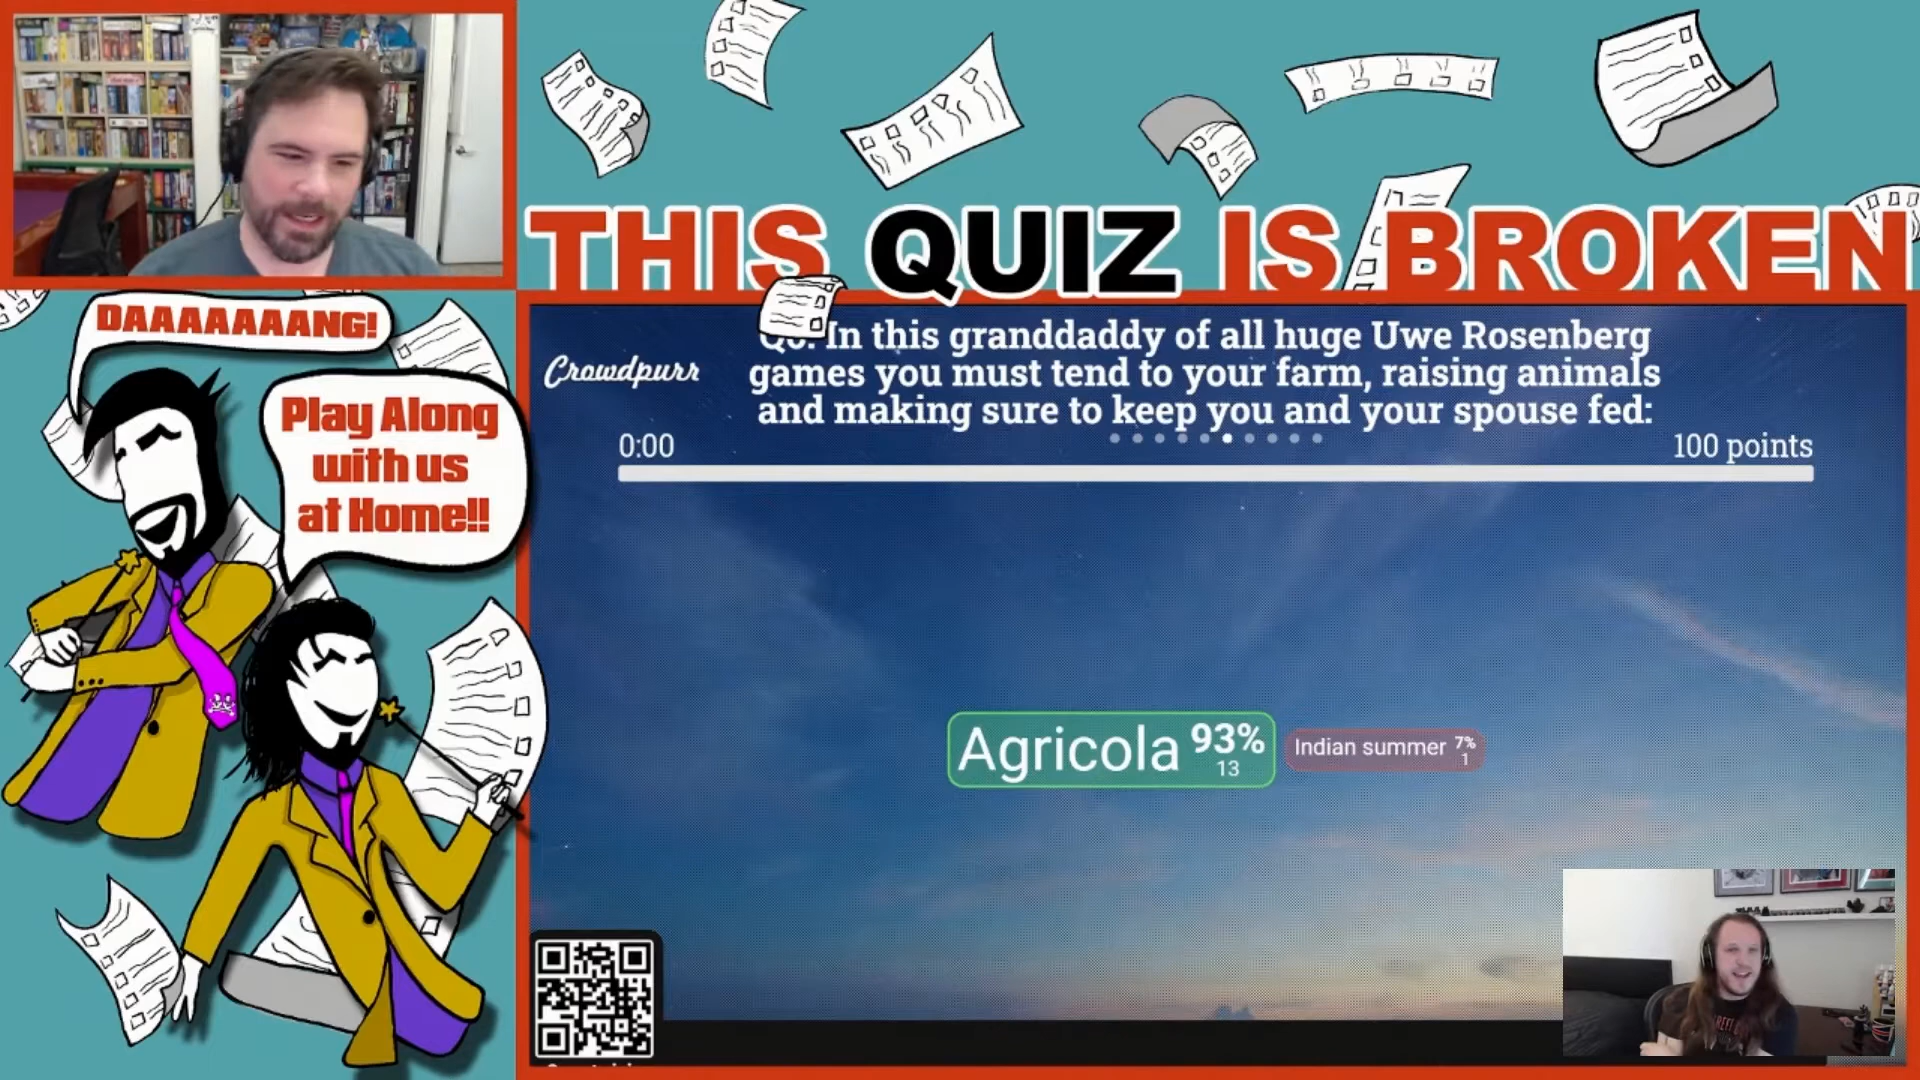 THIS QUIZ IS BROKEN
DAAAAAAAANG!
Play Along
with us
at Home!!
Crowdpurr
In this granddaddy of all huge Uwe Rosenberg
games you must tend to your farm, raising animals
and making sure to keep you and your spouse fed:
0:00
100 points
Agricola 93%
13
Indian summer 7%
1